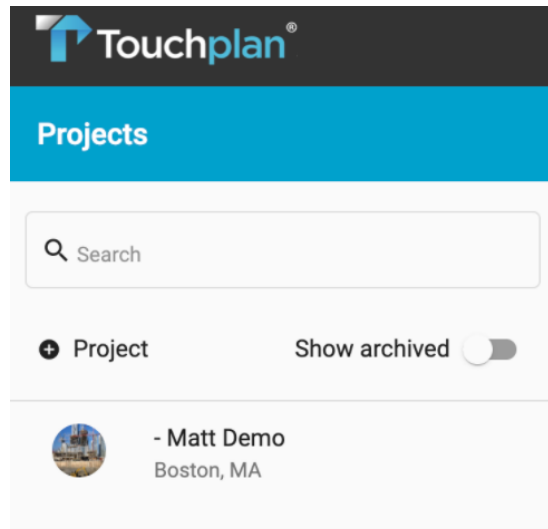 Touchplan®
Projects
Search
Project
Show archived
- Matt Demo
Boston, MA